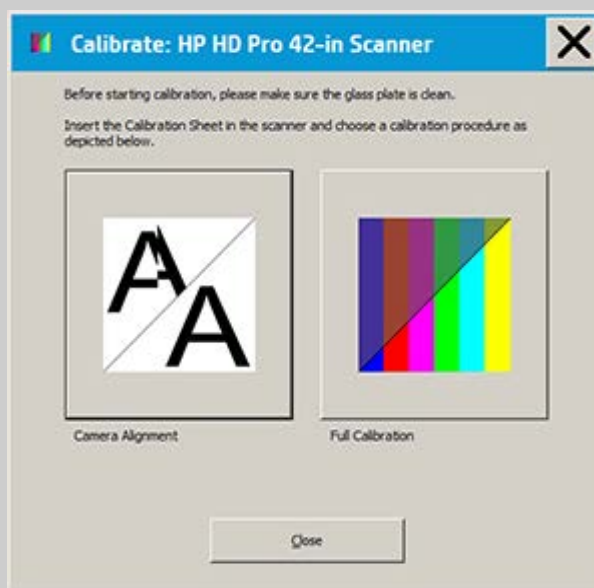 Calibrate: HP HD Pro 42-in Scanner
Before starting calibration, please make sure the glass plate is clean.
Insert the Calibration Sheet in the scanner and choose a calibration procedure as
depicted below.
A A
Camera Alignment Full Calibration
Close